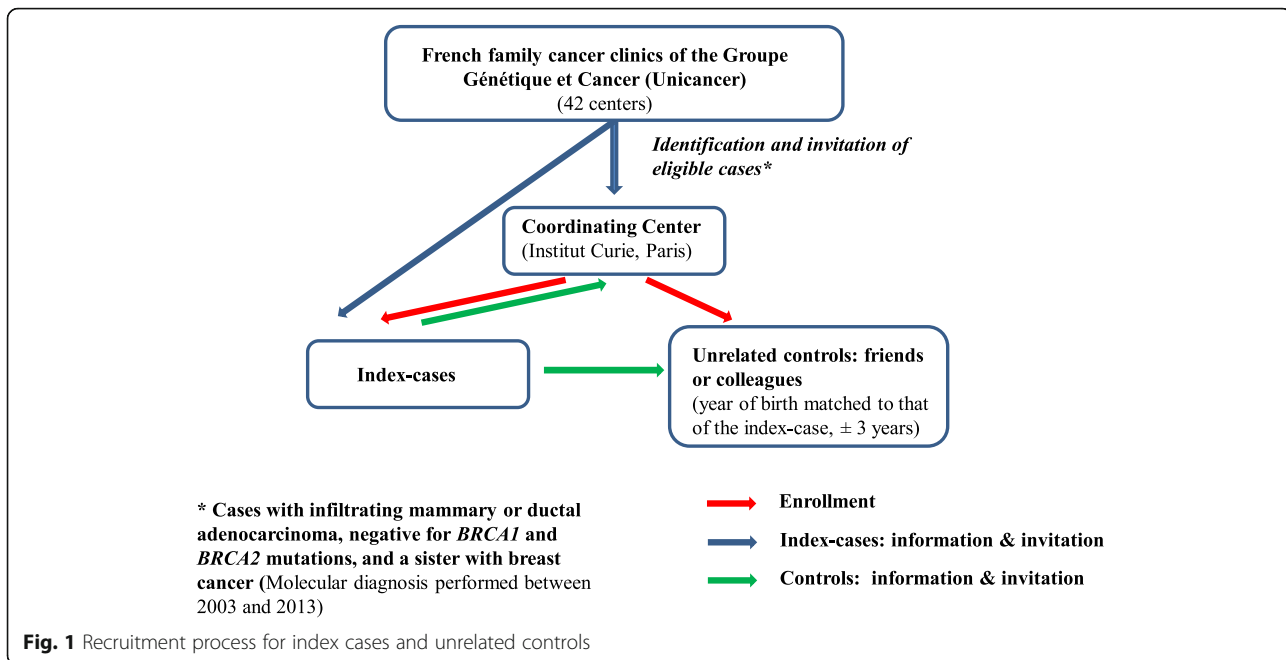 French family cancer clinics of the Groupe
Génétique et Cancer (Unicancer)
(42 centers)
Identification and invitation of
eligible cases*
Coordinating Center
(Institut Curie, Paris)
Index-cases
Unrelated controls: friends
or colleagues
(year of birth matched to that
of the index-case, ± 3 years)
* Cases with infiltrating mammary or ductal
adenocarcinoma, negative for BRCA1 and
BRCA2 mutations, and a sister with breast
cancer (Molecular diagnosis performed between
2003 and 2013)
Enrollment
Index-cases: information & invitation
Controls: information & invitation
Fig. 1 Recruitment process for index cases and unrelated controls